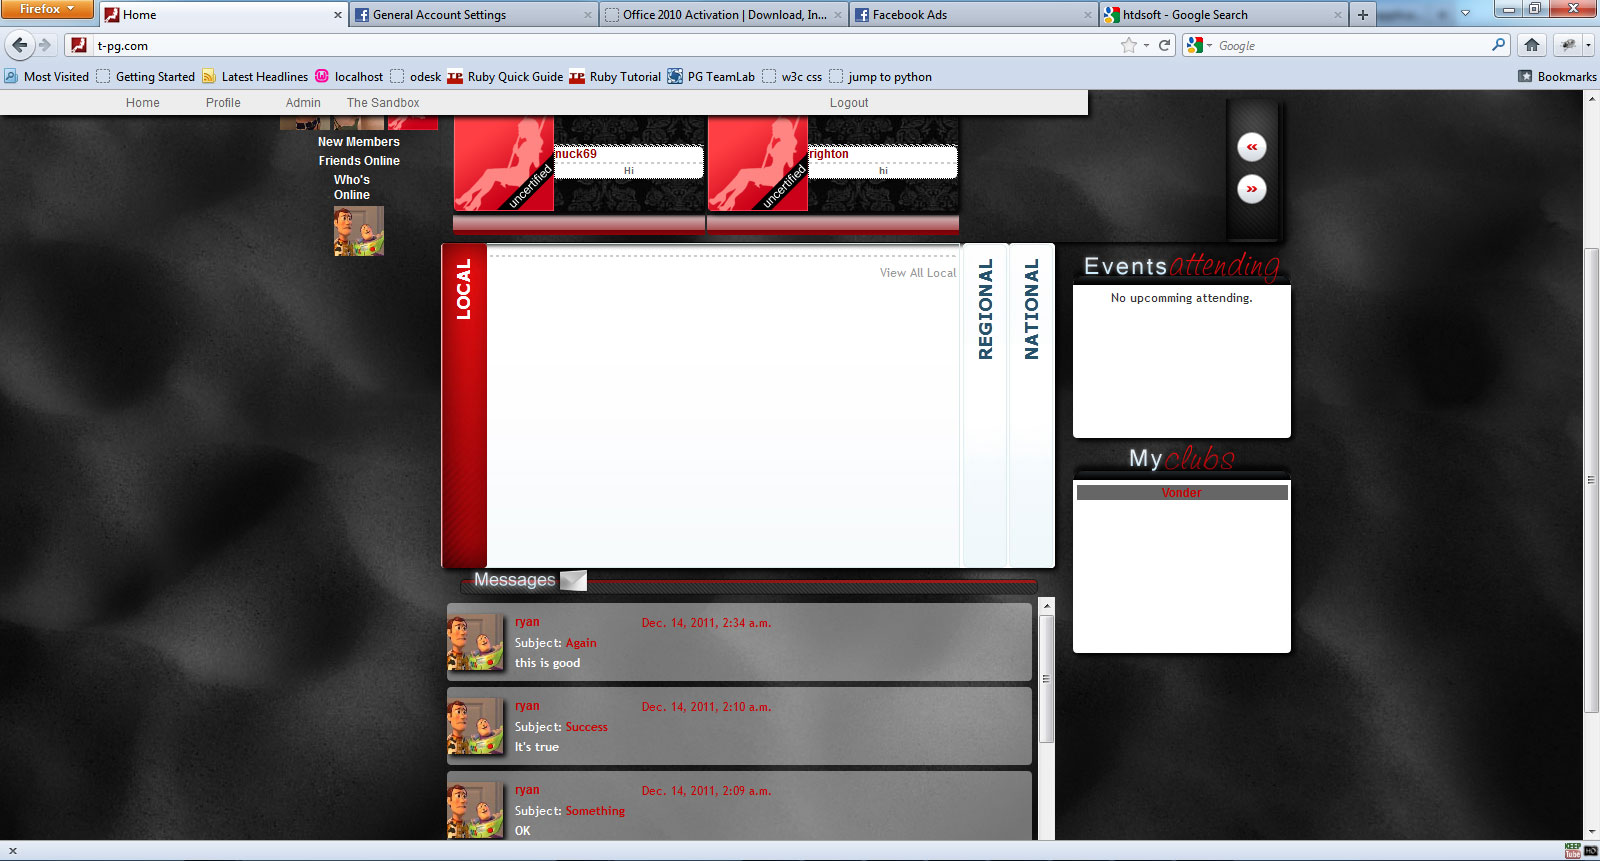 Firefox
Home
General Account Settings
Office 2010 Activation | Download, In...
Facebook Ads
htdsoft - Google Search
t-pg.com
Google
Most Visited
Getting Started
Latest Headlines
localhost
odesk
Ruby Quick Guide
Ruby Tutorial
PG TeamLab
w3c css
jump to python
Bookmarks
Home
Profile
Admin
The Sandbox
Logout
New Members
Friends Online
Who's
Online
uncertified
nuck69
Hi
uncertified
righton
hi
«
»
LOCAL
View All Local
REGIONAL
NATIONAL
Events attending
No upcomming attending.
My clubs
Vonder
Messages
ryan
Dec. 14, 2011, 2:34 a.m.
Subject: Again
this is good
ryan
Dec. 14, 2011, 2:10 a.m.
Subject: Success
It's true
ryan
Dec. 14, 2011, 2:09 a.m.
Subject: Something
OK
KEEP
Tube
HD